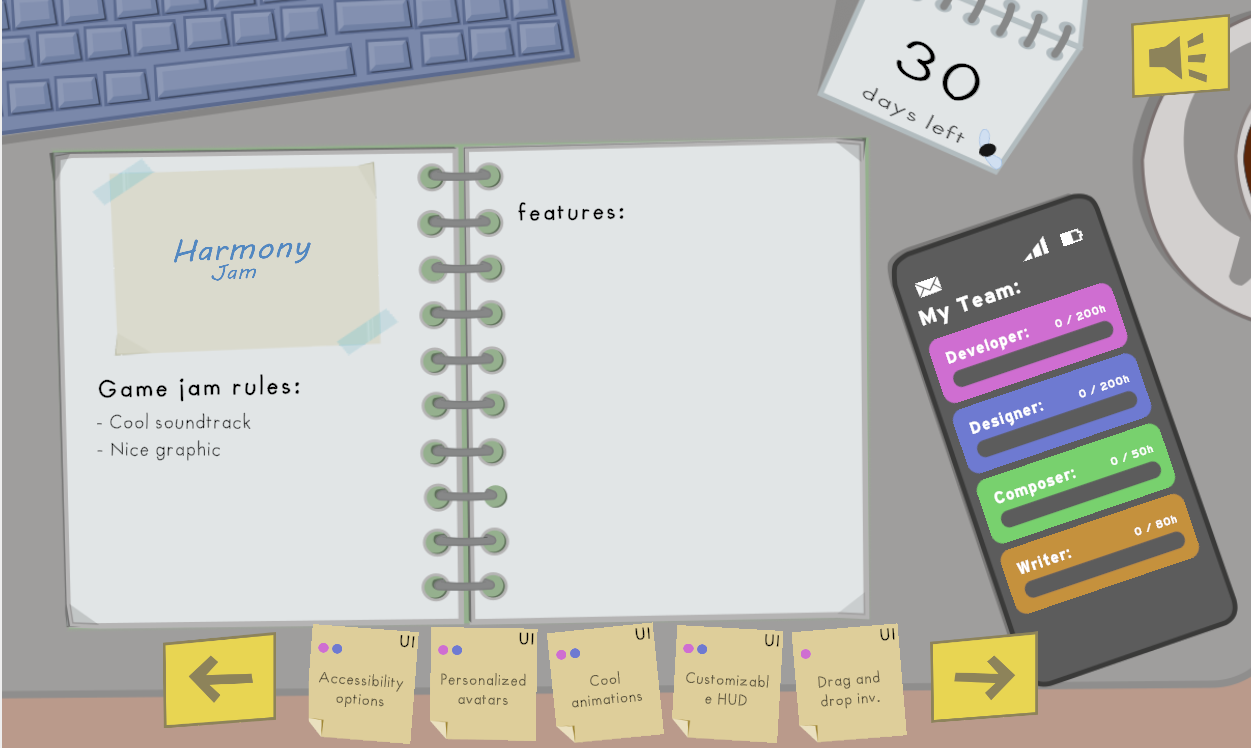 30
days left
Harmony
Jam
features:
Game jam rules:
- Cool soundtrack
- Nice graphic
My Team:
Developer: 0 / 200h
Designer: 0 / 200h
Composer: 0 / 50h
Writer: 0 / 80h
UI
Accessibility
options
UI
Personalized
avatars
UI
Cool
animations
UI
Customizabl
e HUD
UI
Drag and
drop inv.